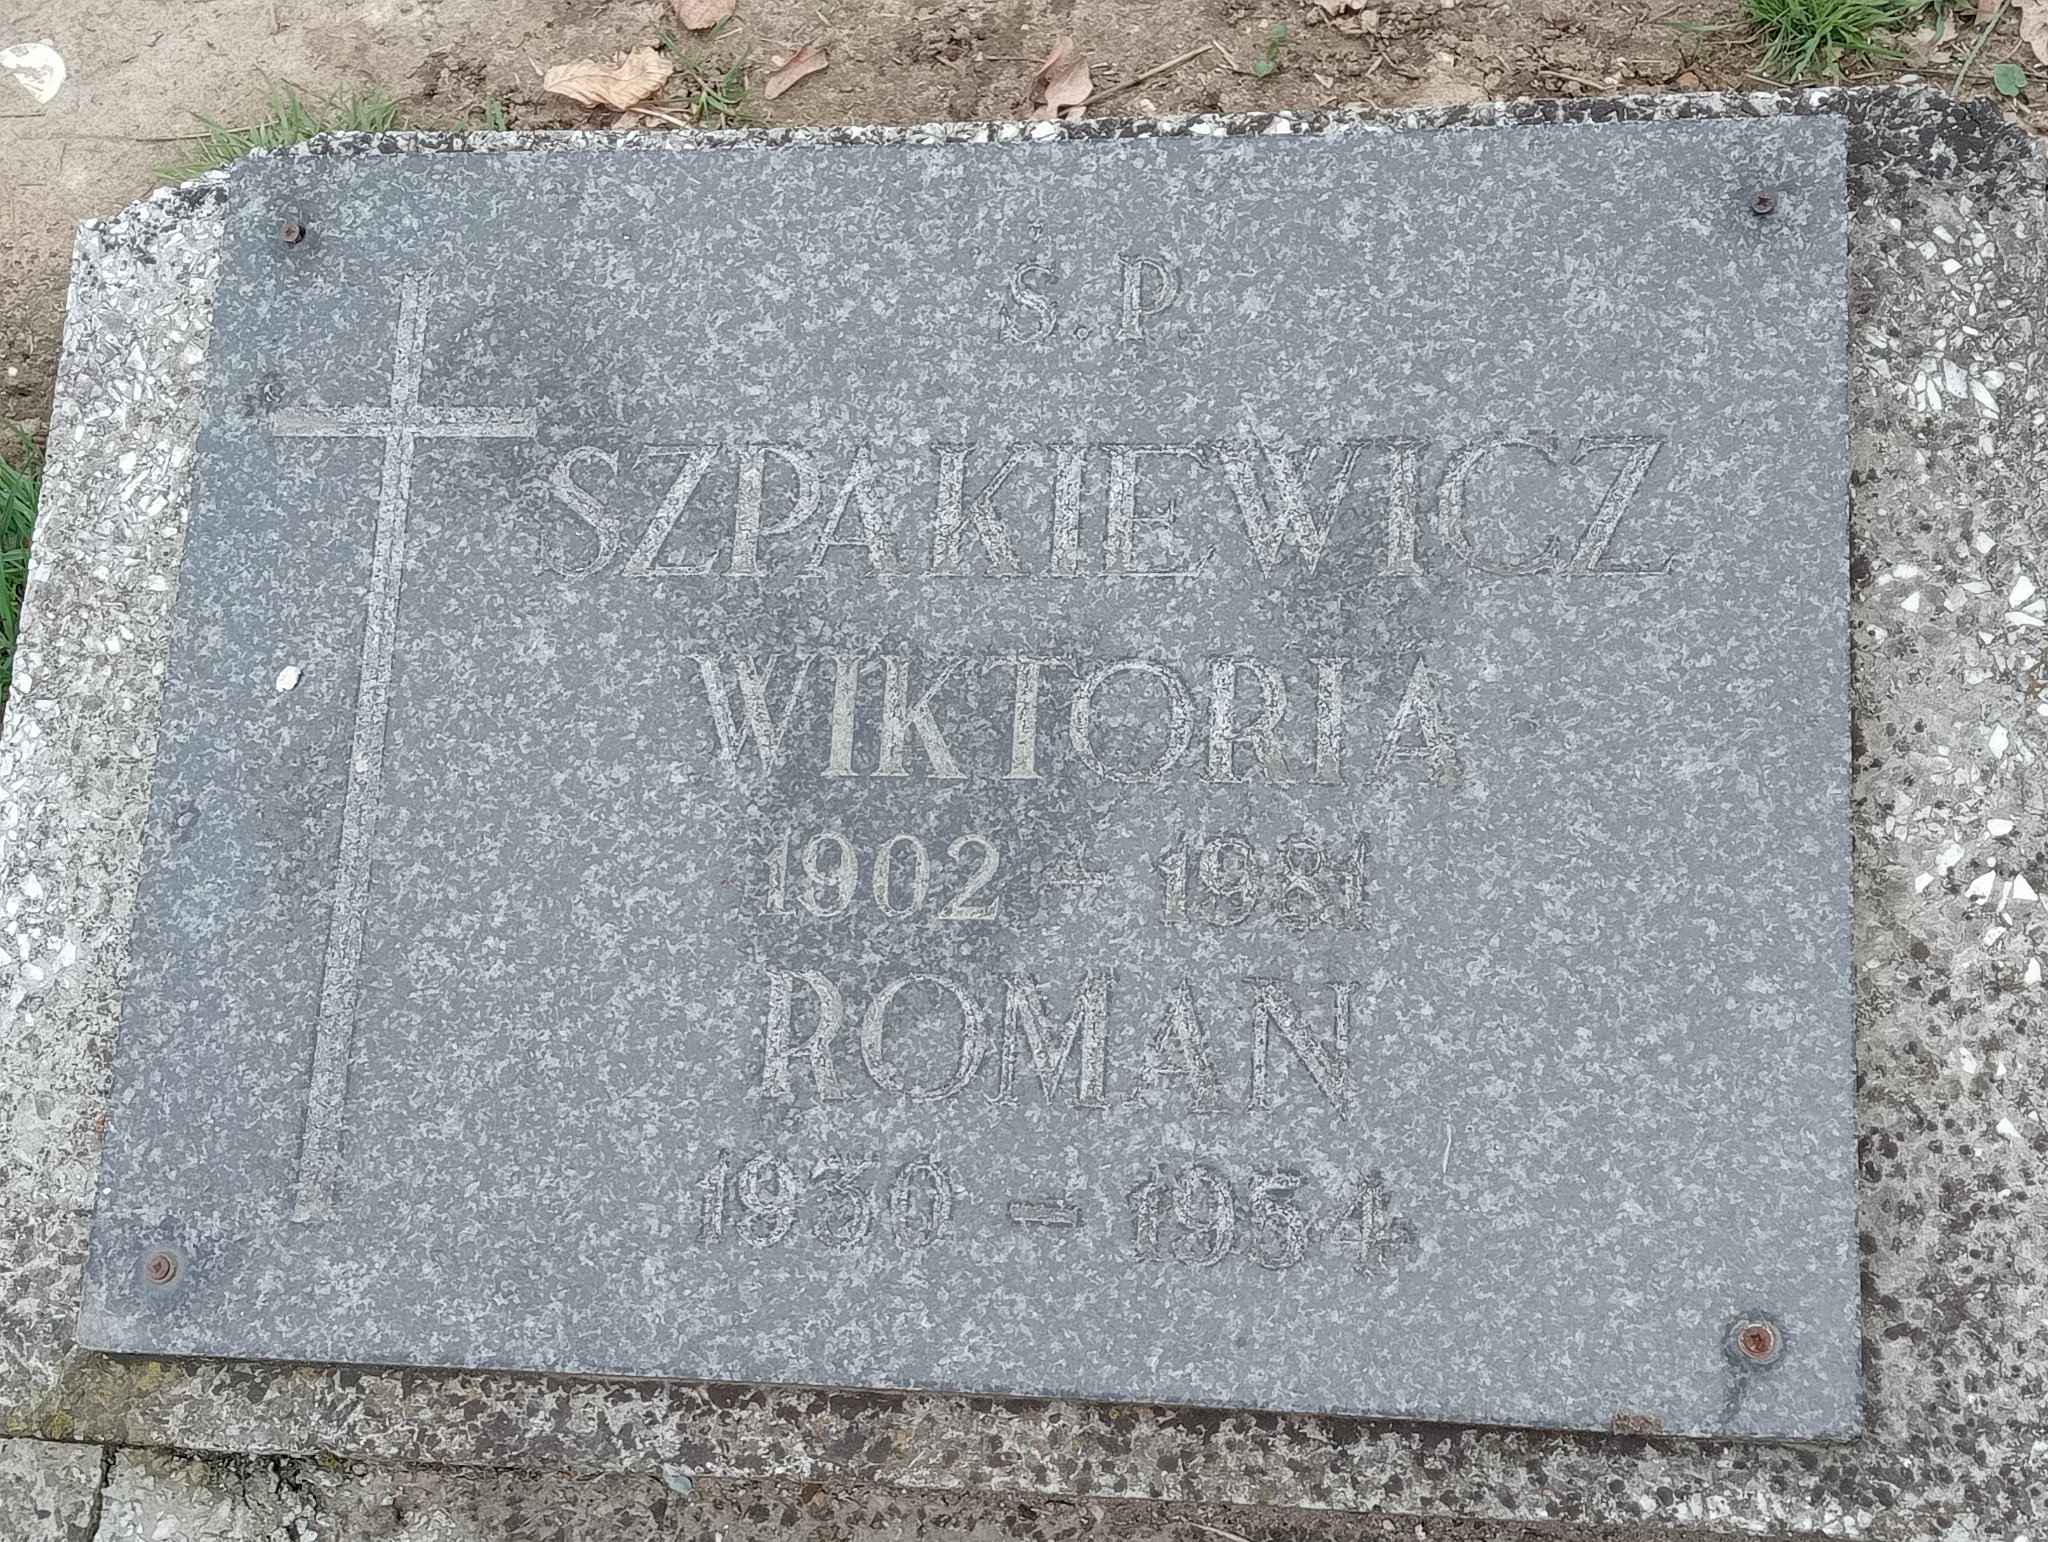 S. P.
SZPAKIEWICZ
WIKTORIA
1902 - 1981
ROMAN
1930 - 1954